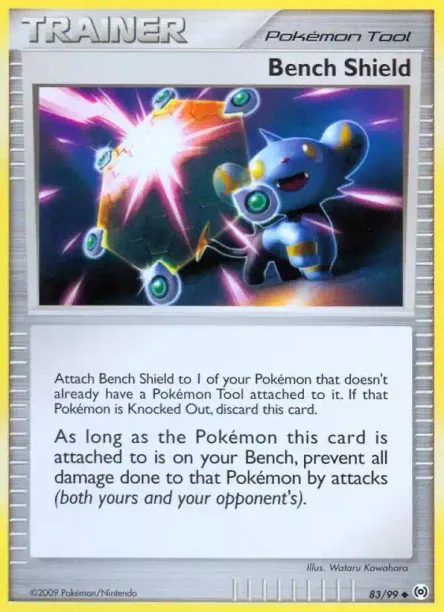 TRAINER
Pokémon Tool
Bench Shield
Attach Bench Shield to 1 of your Pokémon that doesn't
already have a Pokémon Tool attached to it. If that
Pokémon is Knocked Out, discard this card.
As long as the Pokémon this card is
attached to is on your Bench, prevent all
damage done to that Pokémon by attacks
(both yours and your opponent's).
Illus. Wataru Kawahara
©2009 Pokémon/Nintendo
83/99 ◆